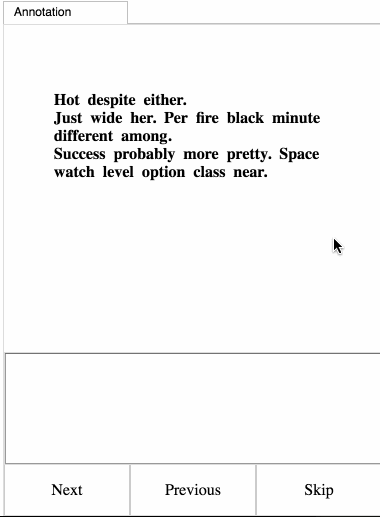 Annotation
Hot despite either.
Just wide her. Per fire black minute
different among.
Success probably more pretty. Space
watch level option class near.
Next
Previous
Skip